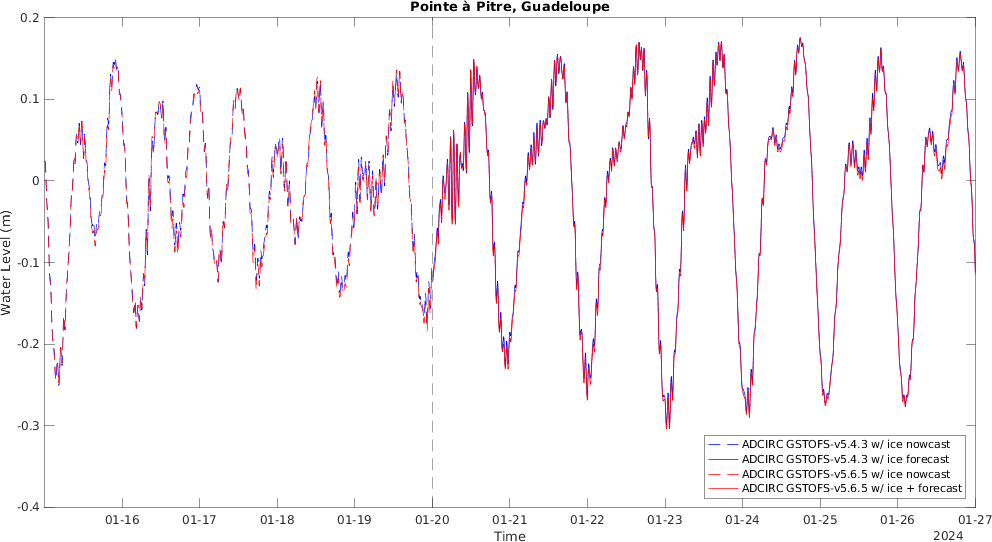 Pointe à Pitre, Guadeloupe
0.2
0.1
0
-0.1
-0.2
-0.3
-0.4
Water Level (m)
ADCIRC GSTOFS-v5.4.3 w/ ice nowcast
ADCIRC GSTOFS-v5.4.3 w/ ice forecast
ADCIRC GSTOFS-v5.6.5 w/ ice nowcast
ADCIRC GSTOFS-v5.6.5 w/ ice + forecast
01-16 01-17 01-18 01-19 01-20 01-21 01-22 01-23 01-24 01-25 01-26 01-27
Time
2024